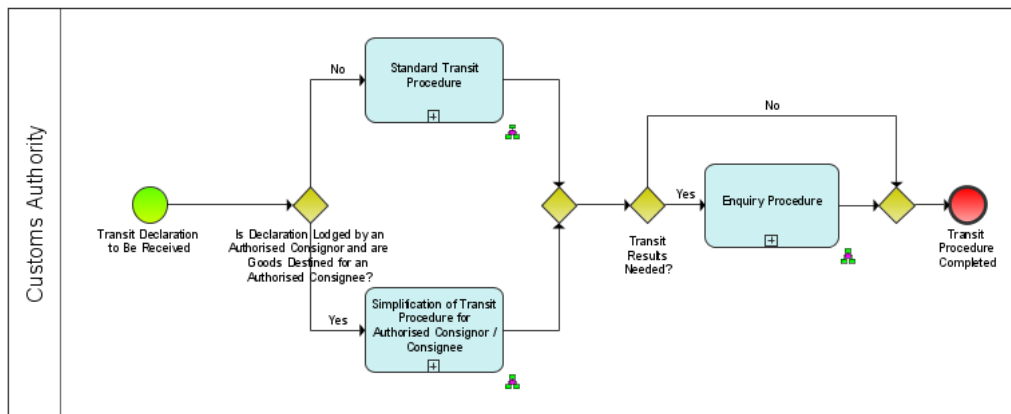 Customs Authority
Transit Declaration
to Be Received
Is Declaration Lodged by an
Authorised Consignor and are
Goods Destined for an
Authorised Consignee?
No
Standard Transit
Procedure
Yes
Simplification of Transit
Procedure for
Authorised Consignor /
Consignee
Transit
Results
Needed?
No
Yes
Enquiry Procedure
Transit
Procedure
Completed